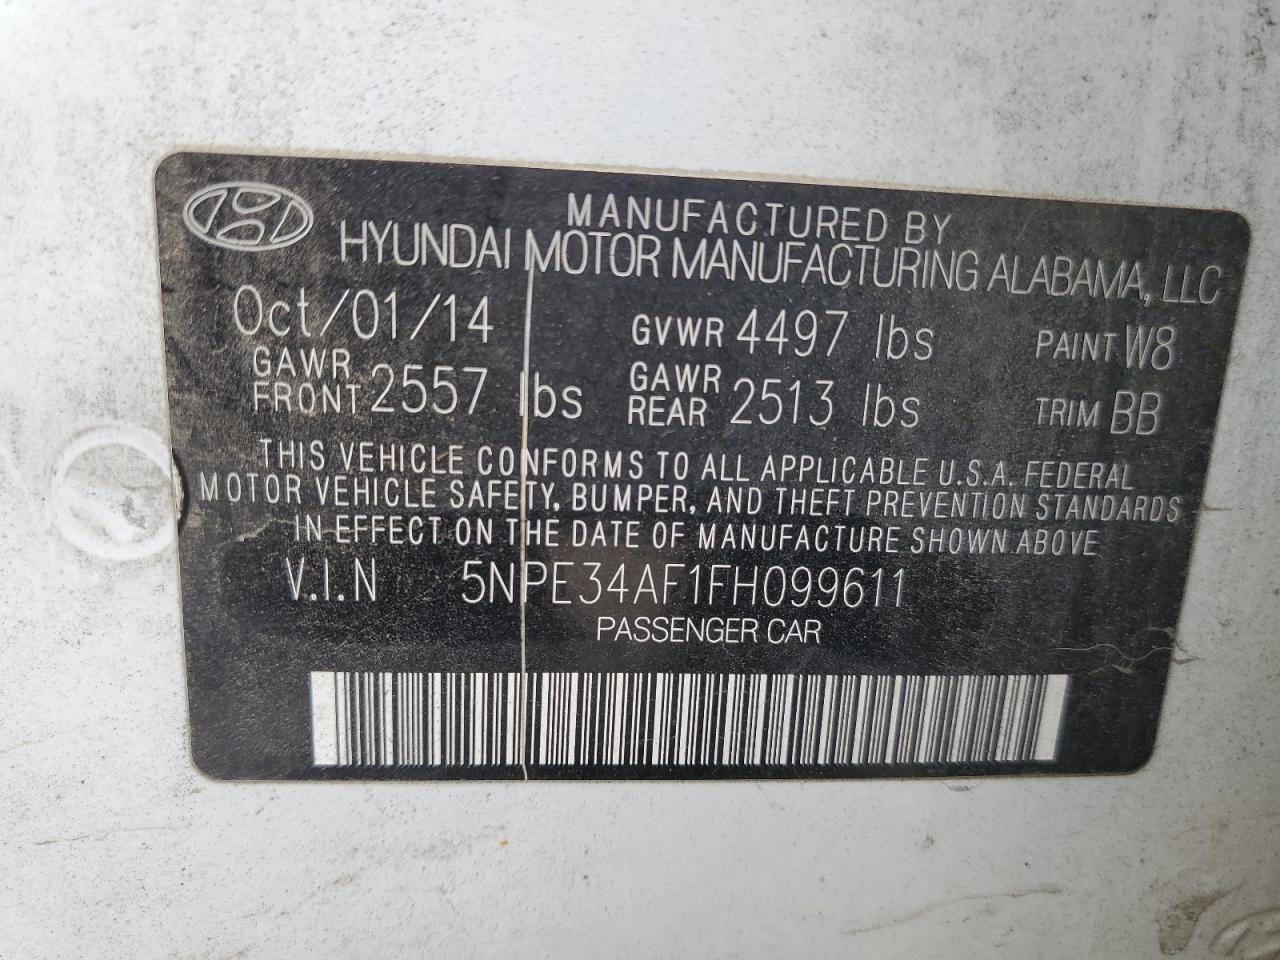 MANUFACTURED BY
HYUNDAI MOTOR MANUFACTURING ALABAMA, LLC
Oct/01/14 GVWR 4497 lbs PAINT W8
GAWR FRONT 2557 lbs GAWR REAR 2513 lbs TRIM BB
THIS VEHICLE CONFORMS TO ALL APPLICABLE U.S.A. FEDERAL
MOTOR VEHICLE SAFETY, BUMPER, AND THEFT PREVENTION STANDARDS
IN EFFECT ON THE DATE OF MANUFACTURE SHOWN ABOVE
V.I.N 5NPE34AF1FH099611
PASSENGER CAR